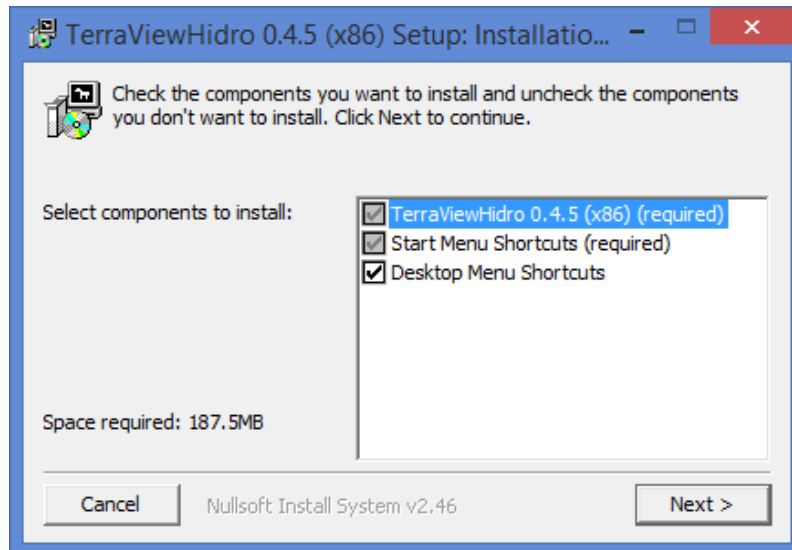 TerraViewHidro 0.4.5 (x86) Setup: Installatio...
Check the components you want to install and uncheck the components
you don't want to install. Click Next to continue.
Select components to install:
TerraViewHidro 0.4.5 (x86) (required)
Start Menu Shortcuts (required)
Desktop Menu Shortcuts
Space required: 187.5MB
Cancel
Nullsoft Install System v2.46
Next >